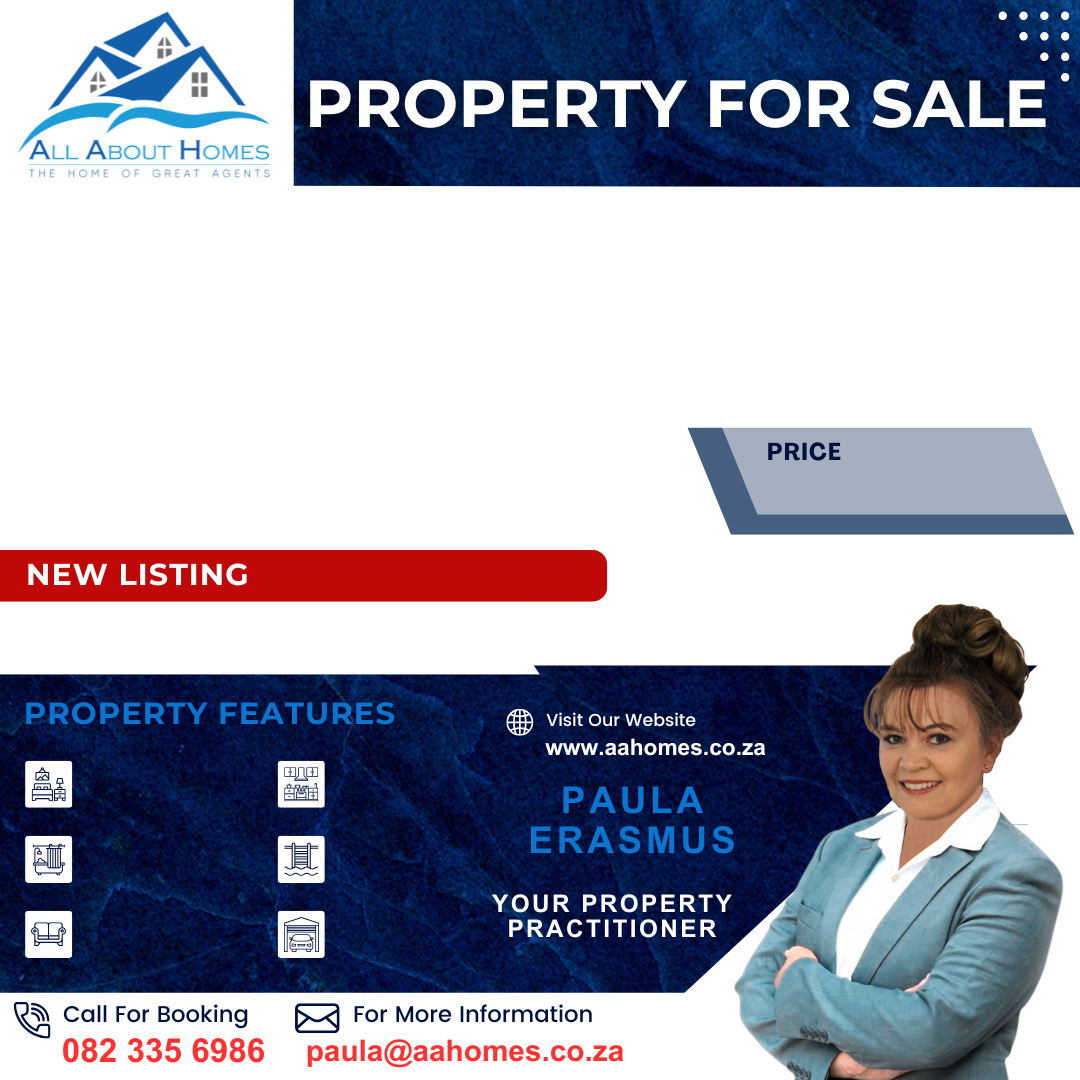 ALL ABOUT HOMES
THE HOME OF GREAT AGENTS
PROPERTY FOR SALE
PRICE
NEW LISTING
PROPERTY FEATURES
Visit Our Website
www.aahomes.co.za
PAULA
ERASMUS
YOUR PROPERTY
PRACTITIONER
Call For Booking
082 335 6986
For More Information
paula@aahomes.co.za